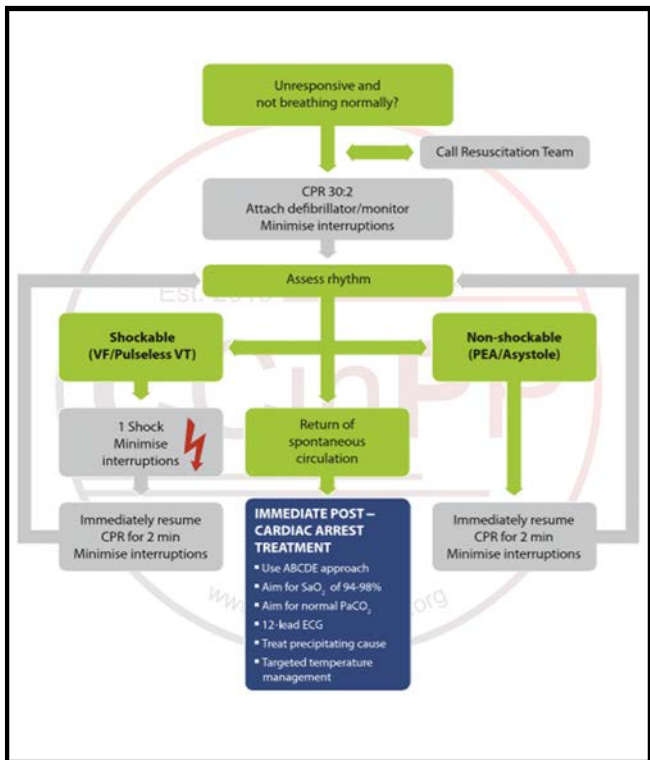 Unresponsive and
not breathing normally?
Call Resuscitation Team
CPR 30:2
Attach defibrillator/monitor
Minimise interruptions
Assess rhythm
Est.
Shockable
(VF/Pulseless VT)
Non-shockable
(PEA/Asystole)
1 Shock
Minimise
interruptions
Return of
spontaneous
circulation
Immediately resume
CPR for 2 min
Minimise interruptions
IMMEDIATE POST –
CARDIAC ARREST
TREATMENT
▪ Use ABCDE approach
▪ Aim for SaO₂ of 94-98%
▪ Aim for normal PaCO₂
▪ 12-lead ECG
▪ Treat precipitating cause
▪ Targeted temperature
management
Immediately resume
CPR for 2 min
Minimise interruptions